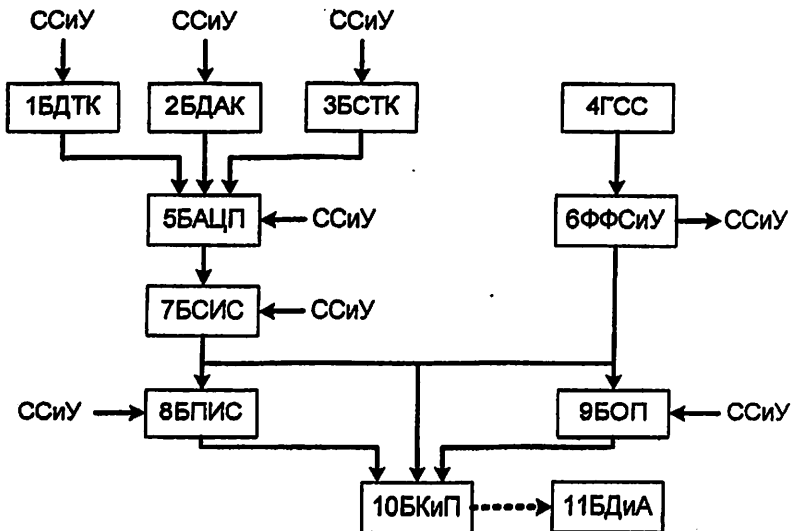 ССиУ ССиУ ССиУ
1БДТК 2БДАК 3БСТК 4ГСС
5БАЦП ССиУ 6ФФСиУ ССиУ
7БСИС ССиУ
ССиУ 8БПИС 9БОП ССиУ
10БКиП 11БДиА